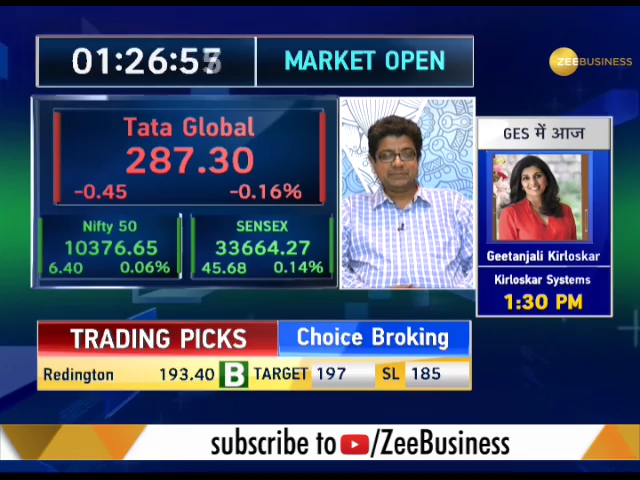 01:26:55
MARKET OPEN
ZEEBUSINESS
Tata Global
287.30
-0.45 -0.16%
Nifty 50
10376.65
6.40 0.06%
SENSEX
33664.27
45.68 0.14%
GES में आज
Geetanjali Kirloskar
Kirloskar Systems
1:30 PM
TRADING PICKS
Choice Broking
Redington 193.40 B TARGET 197 SL 185
subscribe to /ZeeBusiness